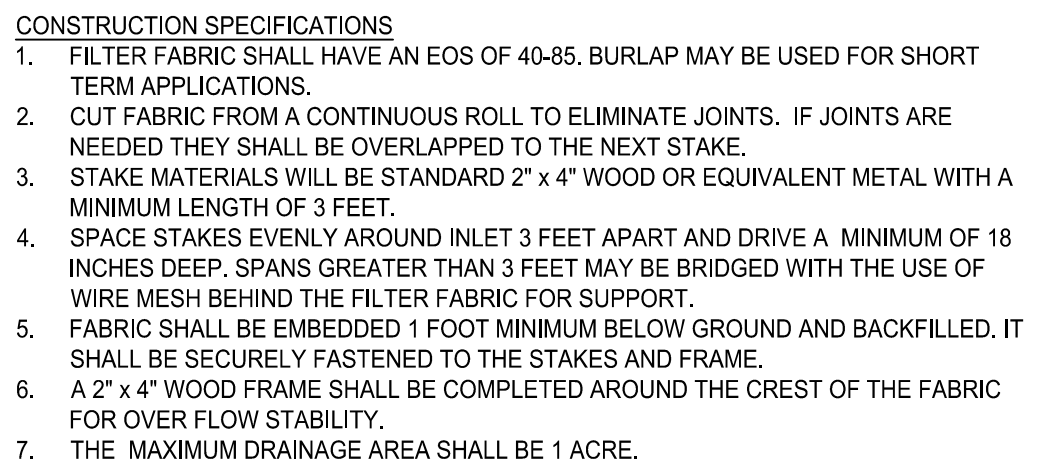 CONSTRUCTION SPECIFICATIONS
1. FILTER FABRIC SHALL HAVE AN EOS OF 40-85. BURLAP MAY BE USED FOR SHORT
TERM APPLICATIONS.
2. CUT FABRIC FROM A CONTINUOUS ROLL TO ELIMINATE JOINTS. IF JOINTS ARE
NEEDED THEY SHALL BE OVERLAPPED TO THE NEXT STAKE.
3. STAKE MATERIALS WILL BE STANDARD 2" x 4" WOOD OR EQUIVALENT METAL WITH A
MINIMUM LENGTH OF 3 FEET.
4. SPACE STAKES EVENLY AROUND INLET 3 FEET APART AND DRIVE A MINIMUM OF 18
INCHES DEEP. SPANS GREATER THAN 3 FEET MAY BE BRIDGED WITH THE USE OF
WIRE MESH BEHIND THE FILTER FABRIC FOR SUPPORT.
5. FABRIC SHALL BE EMBEDDED 1 FOOT MINIMUM BELOW GROUND AND BACKFILLED. IT
SHALL BE SECURELY FASTENED TO THE STAKES AND FRAME.
6. A 2" x 4" WOOD FRAME SHALL BE COMPLETED AROUND THE CREST OF THE FABRIC
FOR OVER FLOW STABILITY.
7. THE MAXIMUM DRAINAGE AREA SHALL BE 1 ACRE.